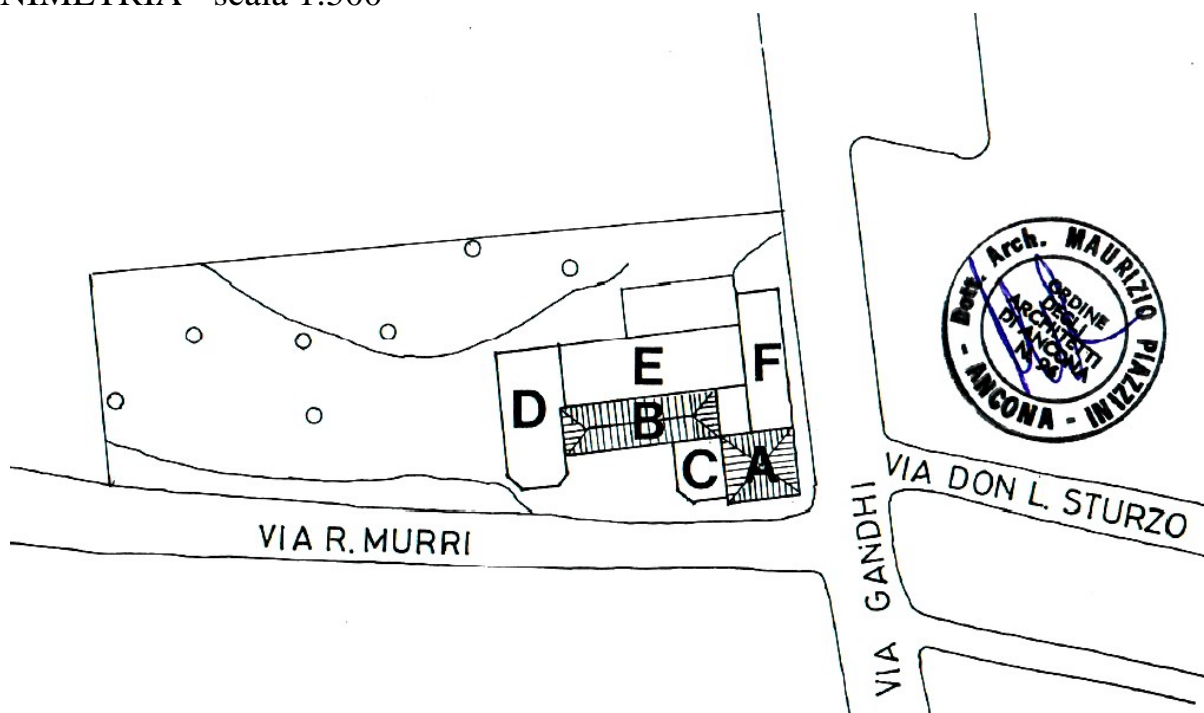 scala 1:500
E
F
D
B
C
A
VIA R. MURRI
VIA GANDHI
VIA DON L. STURZO
VIA
Dott. Arch. MAURIZIO PIAZZINI - ANCONA -
ORDINE
DEGLI
ARCHITETTI
DI ANCONA